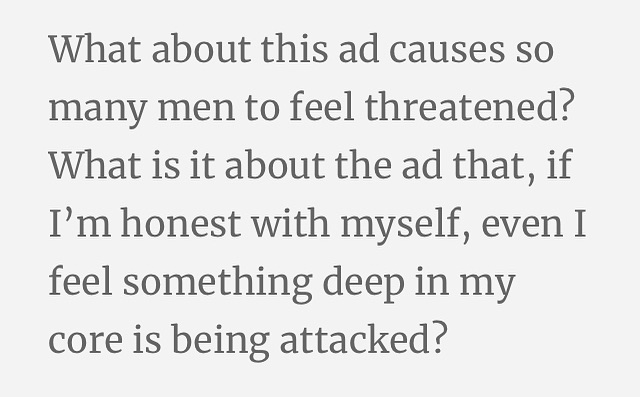 What about this ad causes so
many men to feel threatened?
What is it about the ad that, if
I’m honest with myself, even I
feel something deep in my
core is being attacked?